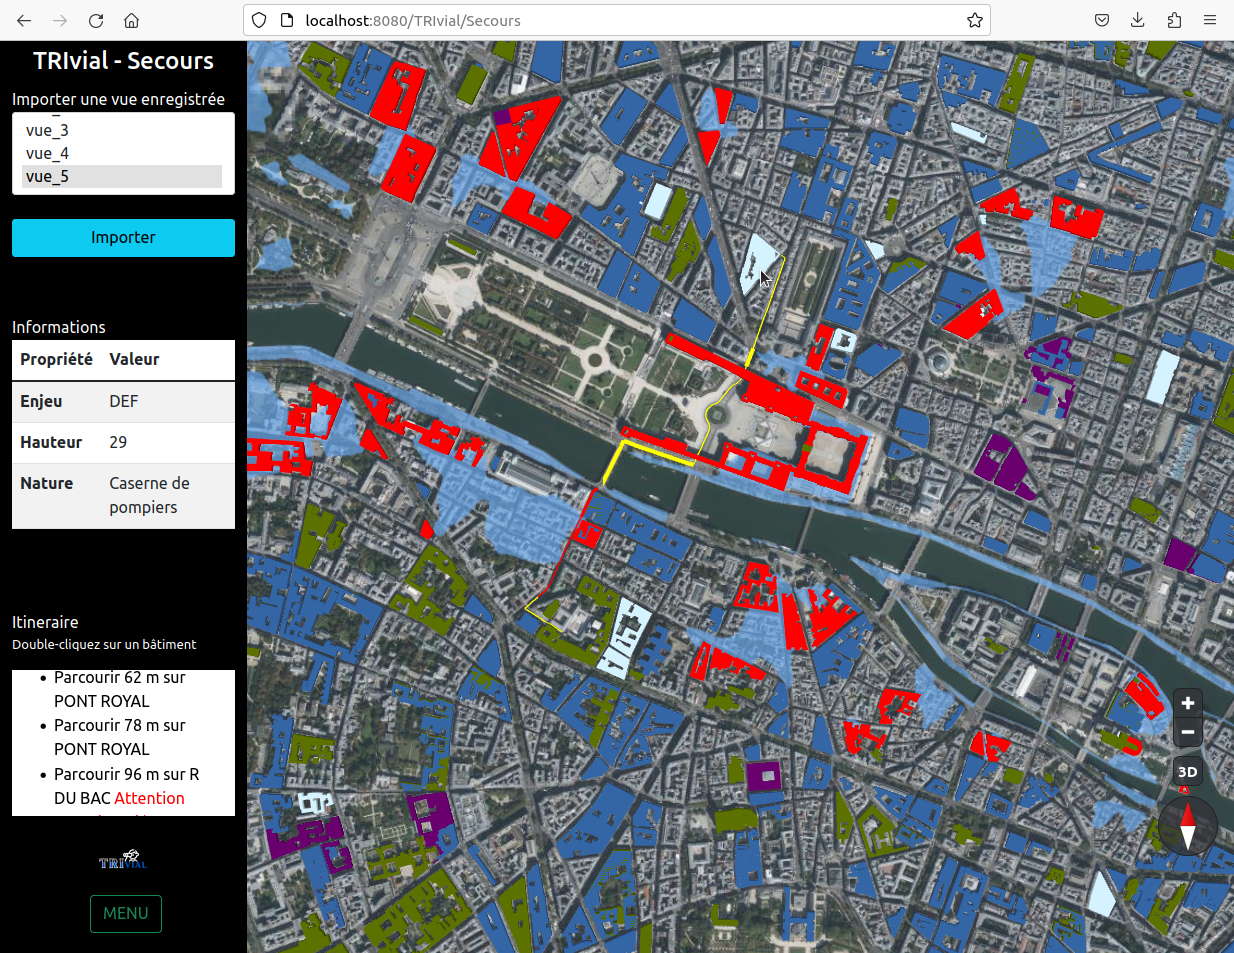 localhost:8080/TRIvial/Secours
TRIvial - Secours
Importer une vue enregistrée
vue_3
vue_4
vue_5
Importer
Informations
Propriété Valeur
Enjeu DEF
Hauteur 29
Nature Caserne de
pompiers
Itineraire
Double-cliquez sur un bâtiment
• Parcourir 62 m sur
PONT ROYAL
• Parcourir 78 m sur
PONT ROYAL
• Parcourir 96 m sur R
DU BAC Attention
TRIVIAL
MENU
+
−
3D